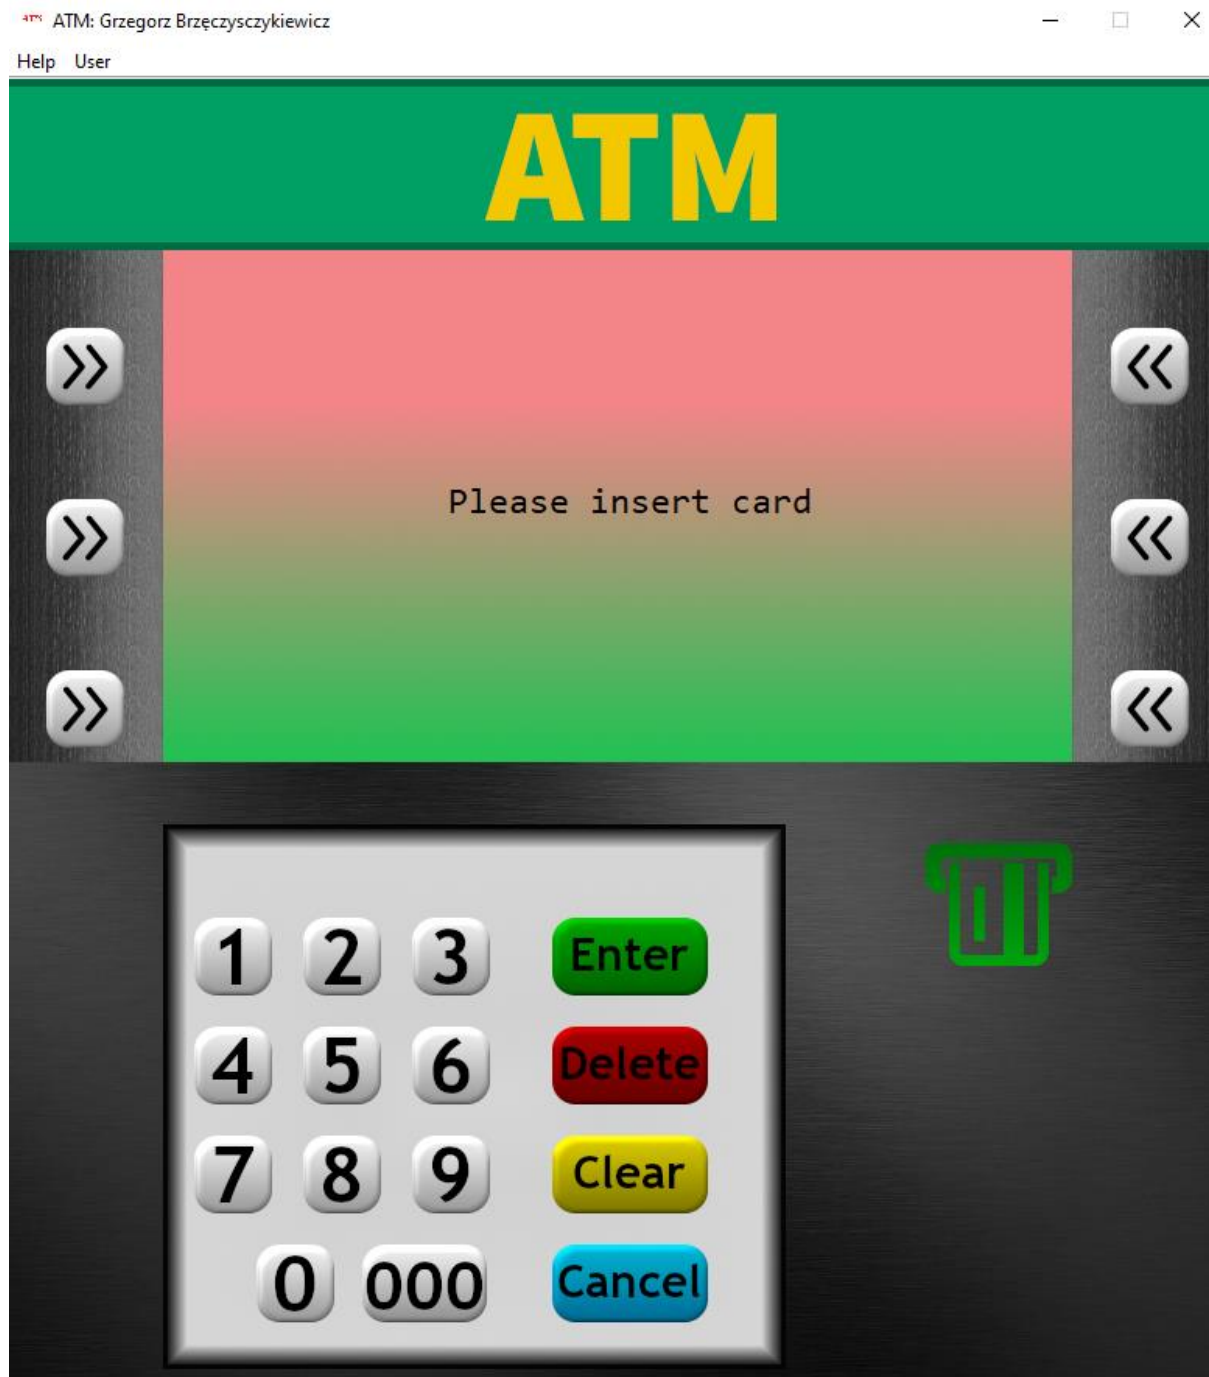 ATM: Grzegorz Brzęczysczykiewicz
Help User
ATM
Please insert card
1 2 3 Enter
4 5 6 Delete
7 8 9 Clear
0 000 Cancel